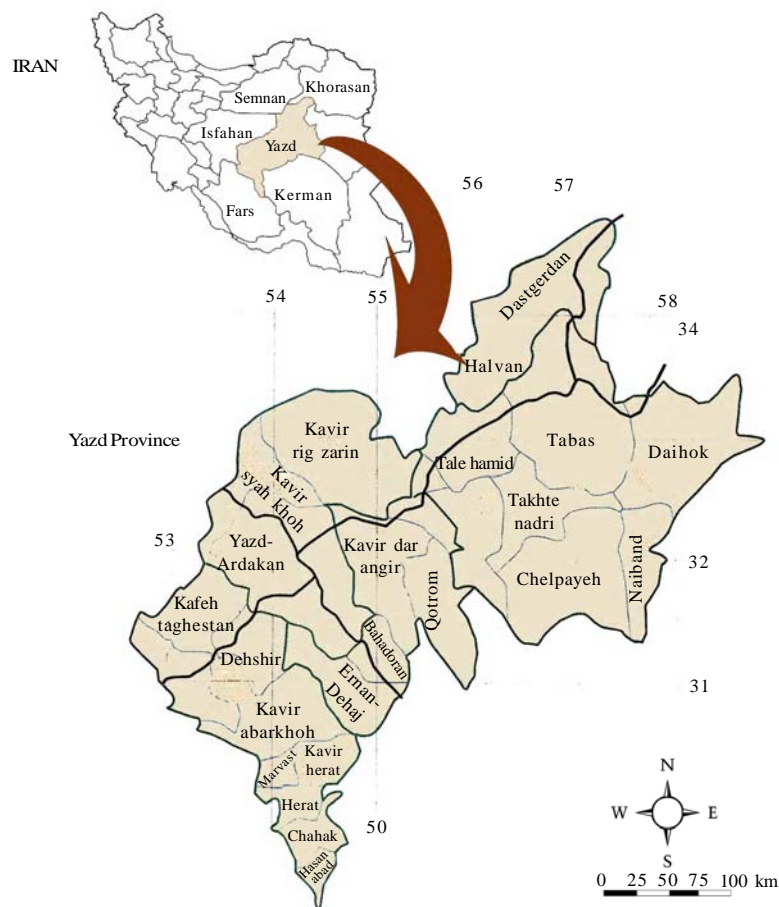 IRAN
Khorasan
Semnan
Isfahan
Yazd
Kerman
Fars
56
57
54
55
58
34
Dastgerdan
Halvan
Yazd Province
Kavir
rig zarin
Tabas
Daihok
Tale hamid
Kavir
syah khoh
Takhte
nadri
53
Yazd-
Ardakan
Kavir dar
angir
Qotrom
Chelpayeh
Naiband
32
Kafeh
taghestan
Bahadoran
Dehshir
Ernan-
Dehaj
31
Kavir
abarkhoh
Marvast
Kavir
herat
Herat
50
Chahak
Hasan
abad
N
W
E
S
0 25 50 75 100 km